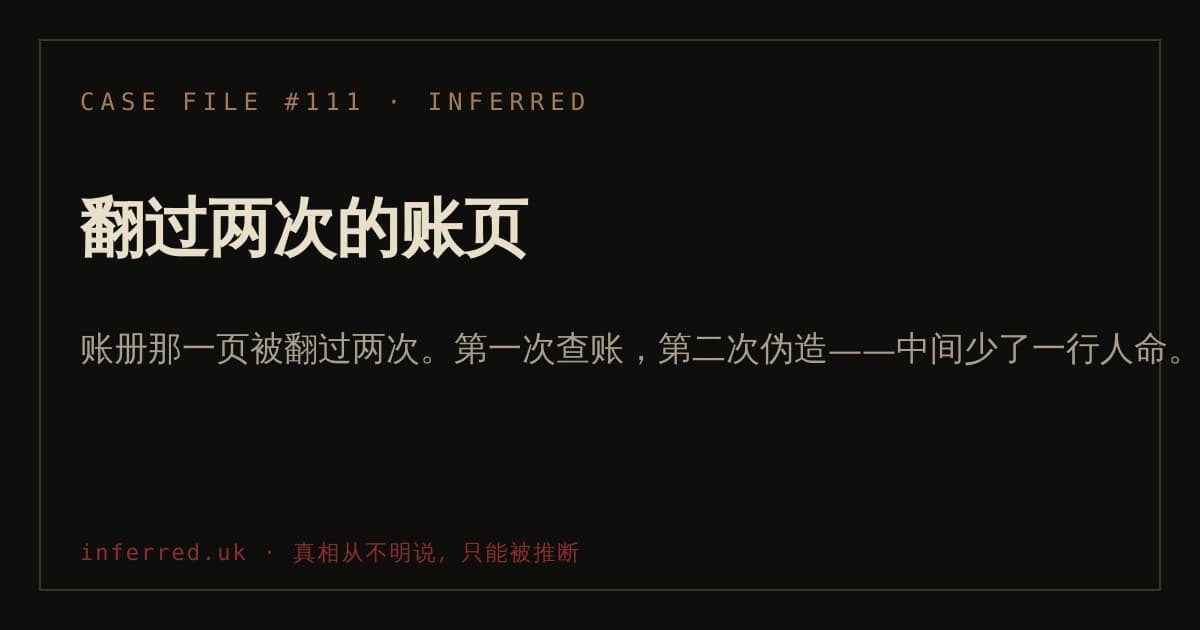 CASE FILE #111 · INFERRED
翻过两次的账页
账册那一页被翻过两次。第一次查账，第二次伪造——中间少了一行人命。
inferred.uk · 真相从不明说，只能被推断